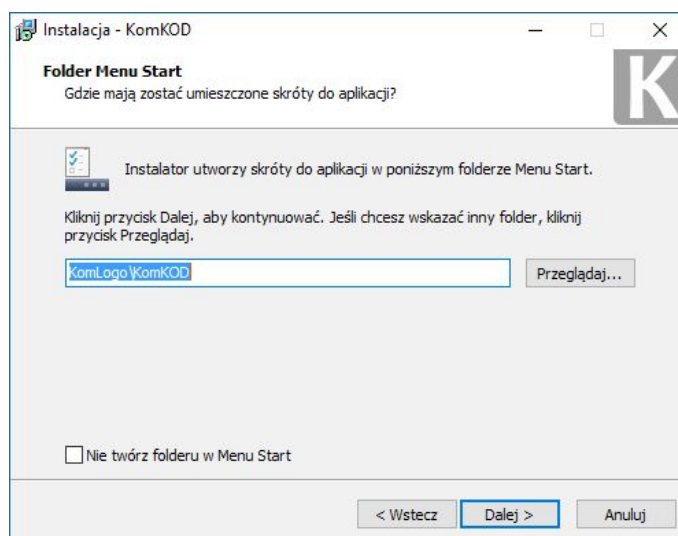 Instalacja - KomKOD
Folder Menu Start
Gdzie mają zostać umieszczone skróty do aplikacji?
K
Instalator utworzy skróty do aplikacji w poniższym folderze Menu Start.
Kliknij przycisk Dalej, aby kontynuować. Jeśli chcesz wskazać inny folder, kliknij
przycisk Przeglądaj.
KomLogo\KomKOD
Przeglądaj...
Nie twórz folderu w Menu Start
< Wstecz
Dalej >
Anuluj